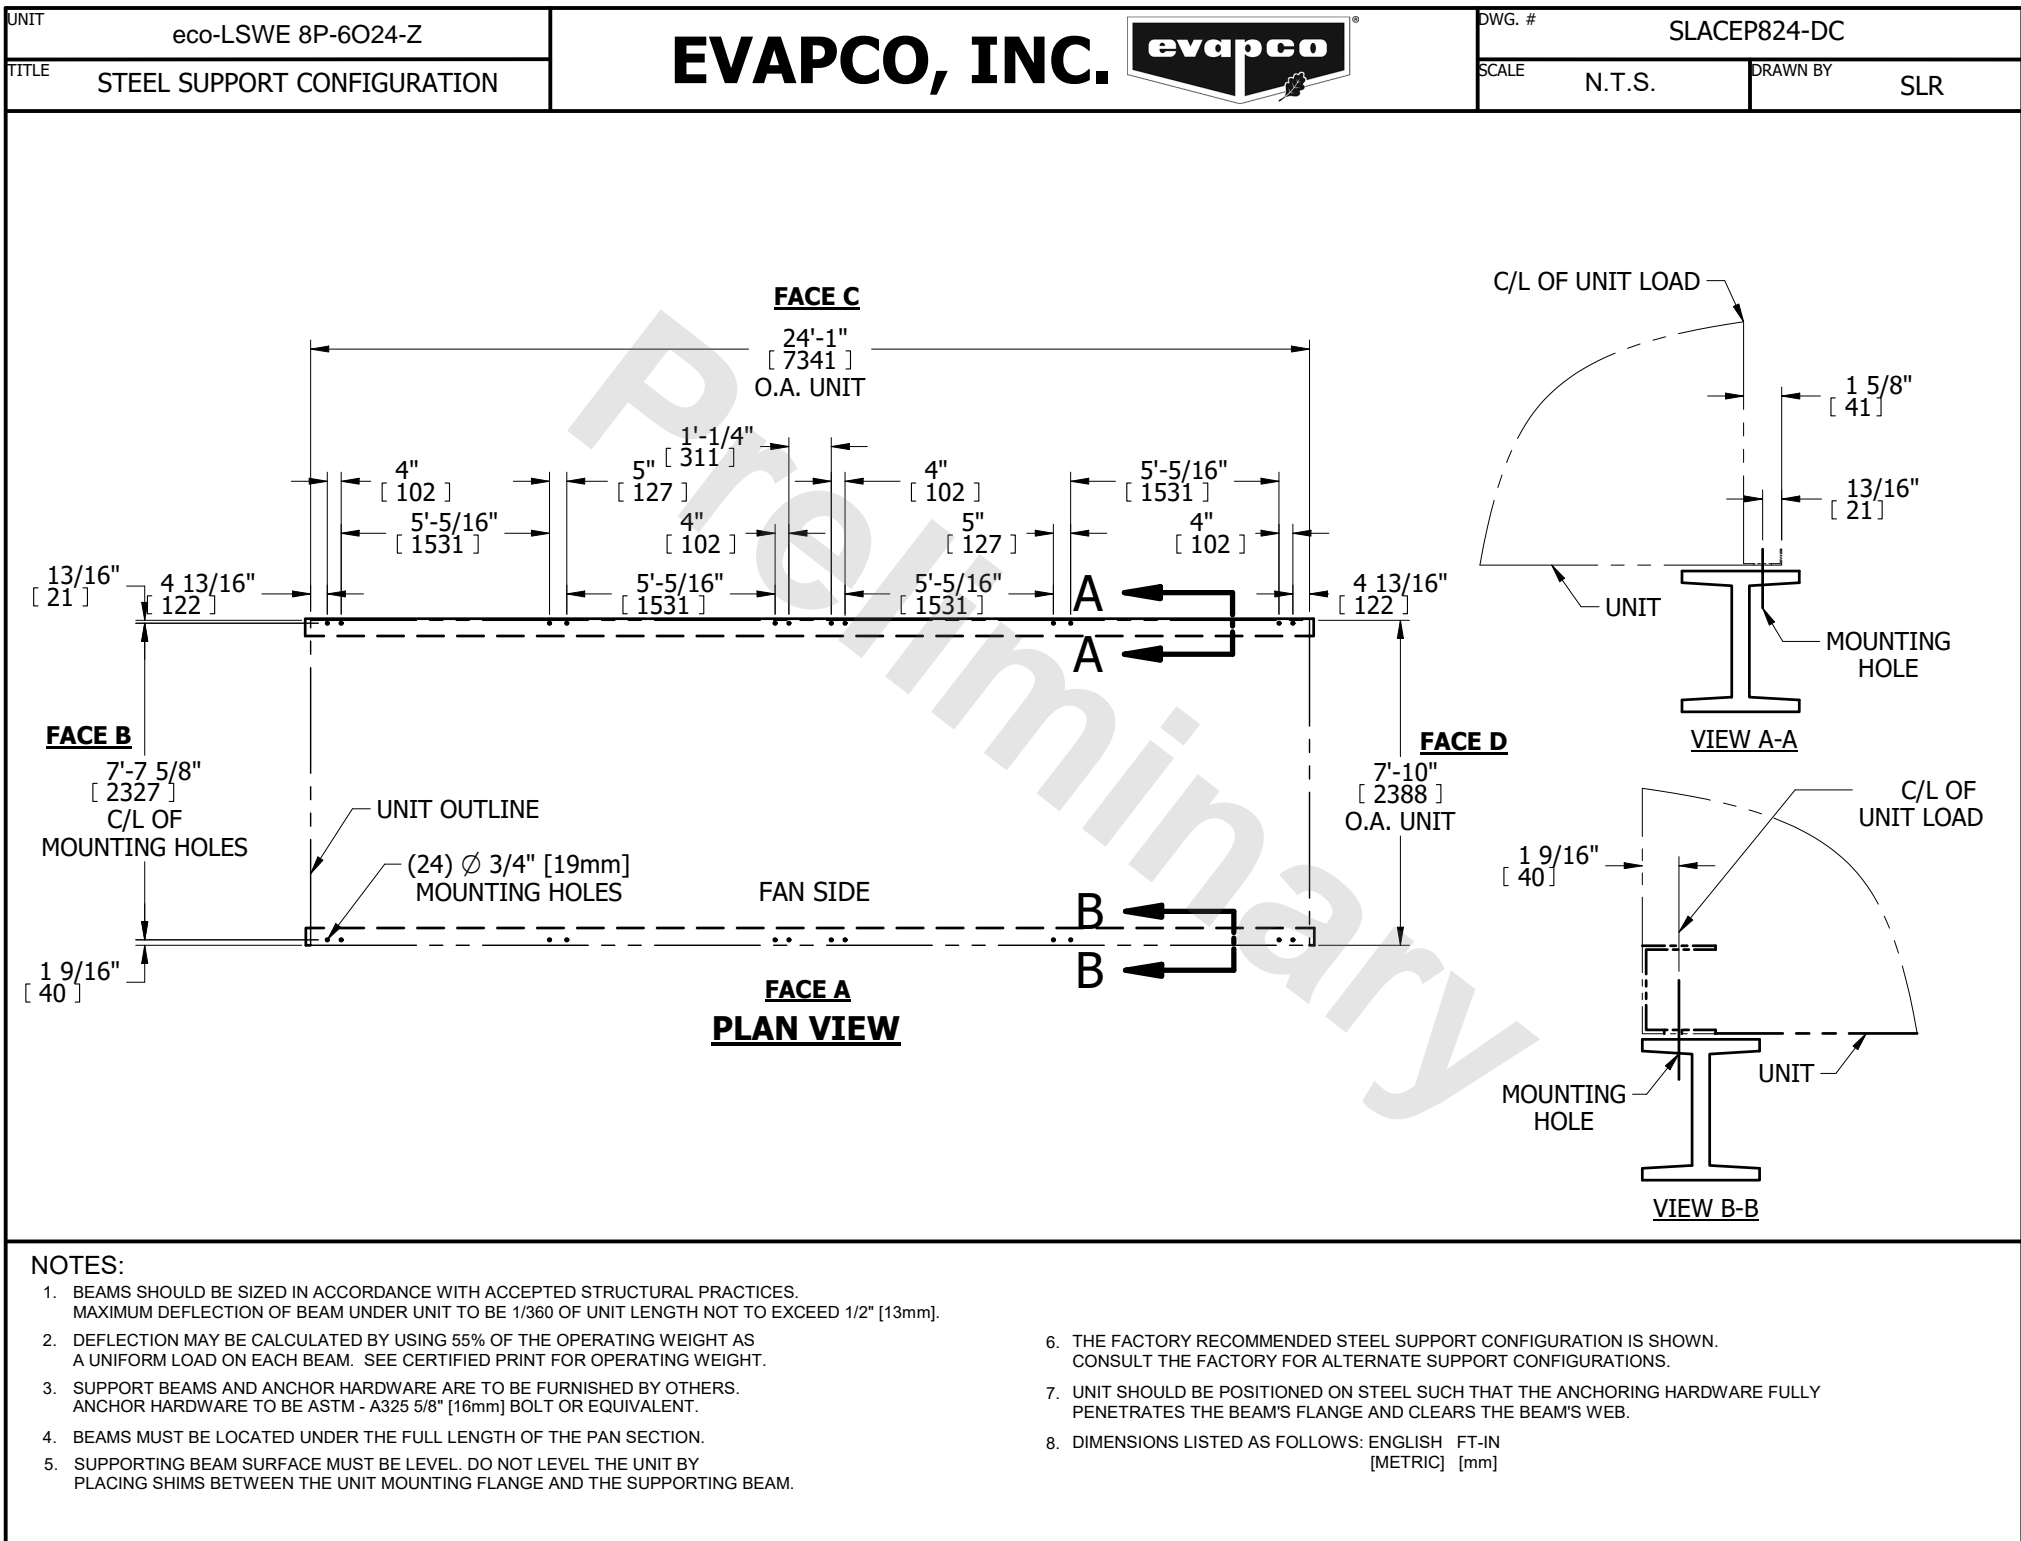 UNIT
eco-LSWE 8P-6O24-Z
TITLE
STEEL SUPPORT CONFIGURATION
EVAPCO, INC.
evapco
®
DWG. #
SLACEP824-DC
SCALE
N.T.S.
DRAWN BY
SLR
FACE C
24'-1"
[ 7341 ]
O.A. UNIT
1'-1/4"
[ 311 ]
4"
[ 102 ]
5"
[ 127 ]
4"
[ 102 ]
5'-5/16"
[ 1531 ]
5'-5/16"
[ 1531 ]
4"
[ 102 ]
5"
[ 127 ]
4"
[ 102 ]
13/16"
[ 21 ]
4 13/16"
[ 122 ]
5'-5/16"
[ 1531 ]
5'-5/16"
[ 1531 ]
4 13/16"
[ 122 ]
A
A
FACE B
7'-7 5/8"
[ 2327 ]
C/L OF
MOUNTING HOLES
FACE D
7'-10"
[ 2388 ]
O.A. UNIT
UNIT OUTLINE
(24) Ø 3/4" [19mm]
MOUNTING HOLES
FAN SIDE
B
B
1 9/16"
[ 40 ]
FACE A
PLAN VIEW
Preliminary
C/L OF UNIT LOAD
1 5/8"
[ 41 ]
13/16"
[ 21 ]
UNIT
MOUNTING
HOLE
VIEW A-A
C/L OF
UNIT LOAD
1 9/16"
[ 40 ]
UNIT
MOUNTING
HOLE
VIEW B-B
NOTES:
1. BEAMS SHOULD BE SIZED IN ACCORDANCE WITH ACCEPTED STRUCTURAL PRACTICES.
MAXIMUM DEFLECTION OF BEAM UNDER UNIT TO BE 1/360 OF UNIT LENGTH NOT TO EXCEED 1/2" [13mm].
2. DEFLECTION MAY BE CALCULATED BY USING 55% OF THE OPERATING WEIGHT AS
A UNIFORM LOAD ON EACH BEAM. SEE CERTIFIED PRINT FOR OPERATING WEIGHT.
3. SUPPORT BEAMS AND ANCHOR HARDWARE ARE TO BE FURNISHED BY OTHERS.
ANCHOR HARDWARE TO BE ASTM - A325 5/8" [16mm] BOLT OR EQUIVALENT.
4. BEAMS MUST BE LOCATED UNDER THE FULL LENGTH OF THE PAN SECTION.
5. SUPPORTING BEAM SURFACE MUST BE LEVEL. DO NOT LEVEL THE UNIT BY
PLACING SHIMS BETWEEN THE UNIT MOUNTING FLANGE AND THE SUPPORTING BEAM.
6. THE FACTORY RECOMMENDED STEEL SUPPORT CONFIGURATION IS SHOWN.
CONSULT THE FACTORY FOR ALTERNATE SUPPORT CONFIGURATIONS.
7. UNIT SHOULD BE POSITIONED ON STEEL SUCH THAT THE ANCHORING HARDWARE FULLY
PENETRATES THE BEAM'S FLANGE AND CLEARS THE BEAM'S WEB.
8. DIMENSIONS LISTED AS FOLLOWS: ENGLISH FT-IN
[METRIC] [mm]